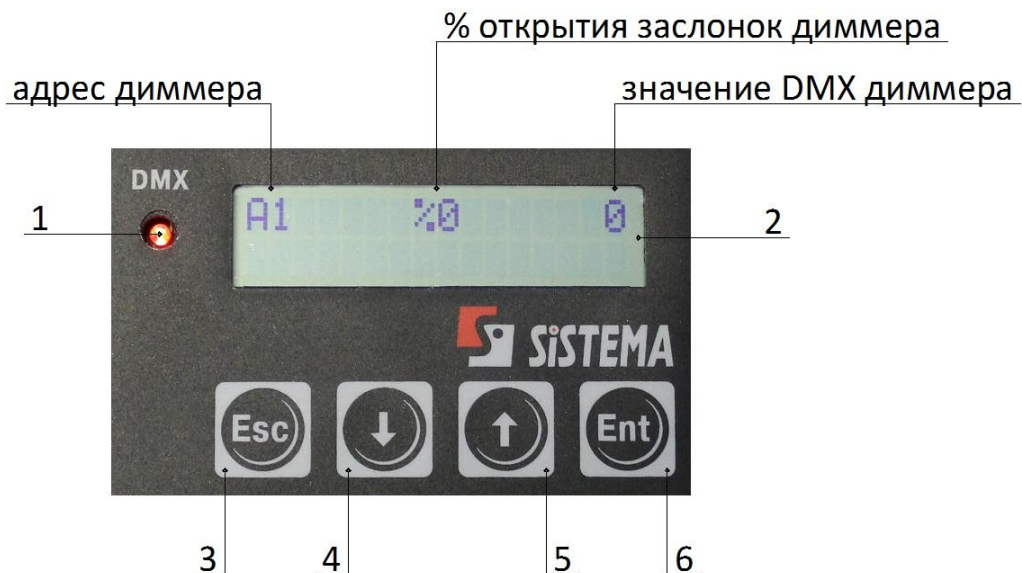 % открытия заслонок диммера
адрес диммера
значение DMX диммера
DMX
1
A1 %0 0
2
SiSTEMA
Esc ↓ ↑ Ent
3 4 5 6